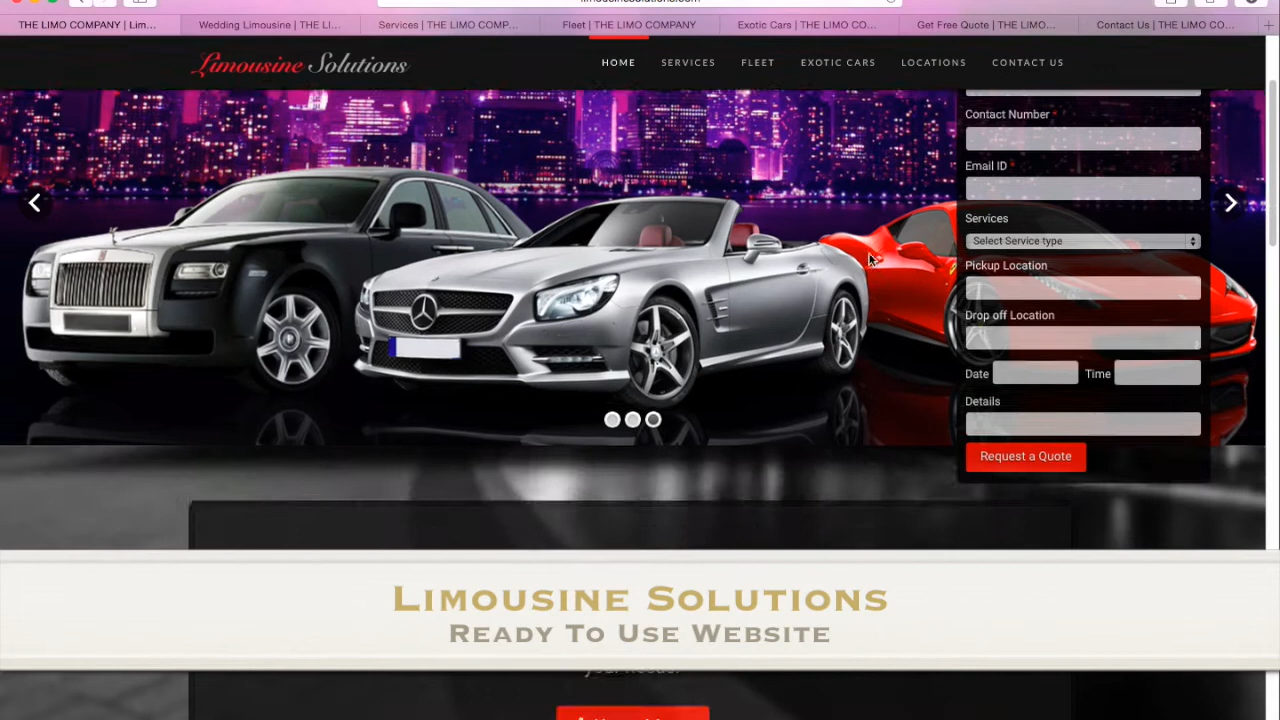 limousinesolutions.com
THE LIMO COMPANY | Lim...
Wedding Limousine | THE LI...
Services | THE LIMO COMP...
Fleet | THE LIMO COMPANY
Exotic Cars | THE LIMO CO...
Get Free Quote | THE LIMO...
Contact Us | THE LIMO CO...
Limousine Solutions
HOME
SERVICES
FLEET
EXOTIC CARS
LOCATIONS
CONTACT US
Contact Number *
Email ID
Services
Select Service type
Pickup Location
Drop off Location
Date
Time
Details
Request a Quote
LIMOUSINE SOLUTIONS
READY TO USE WEBSITE